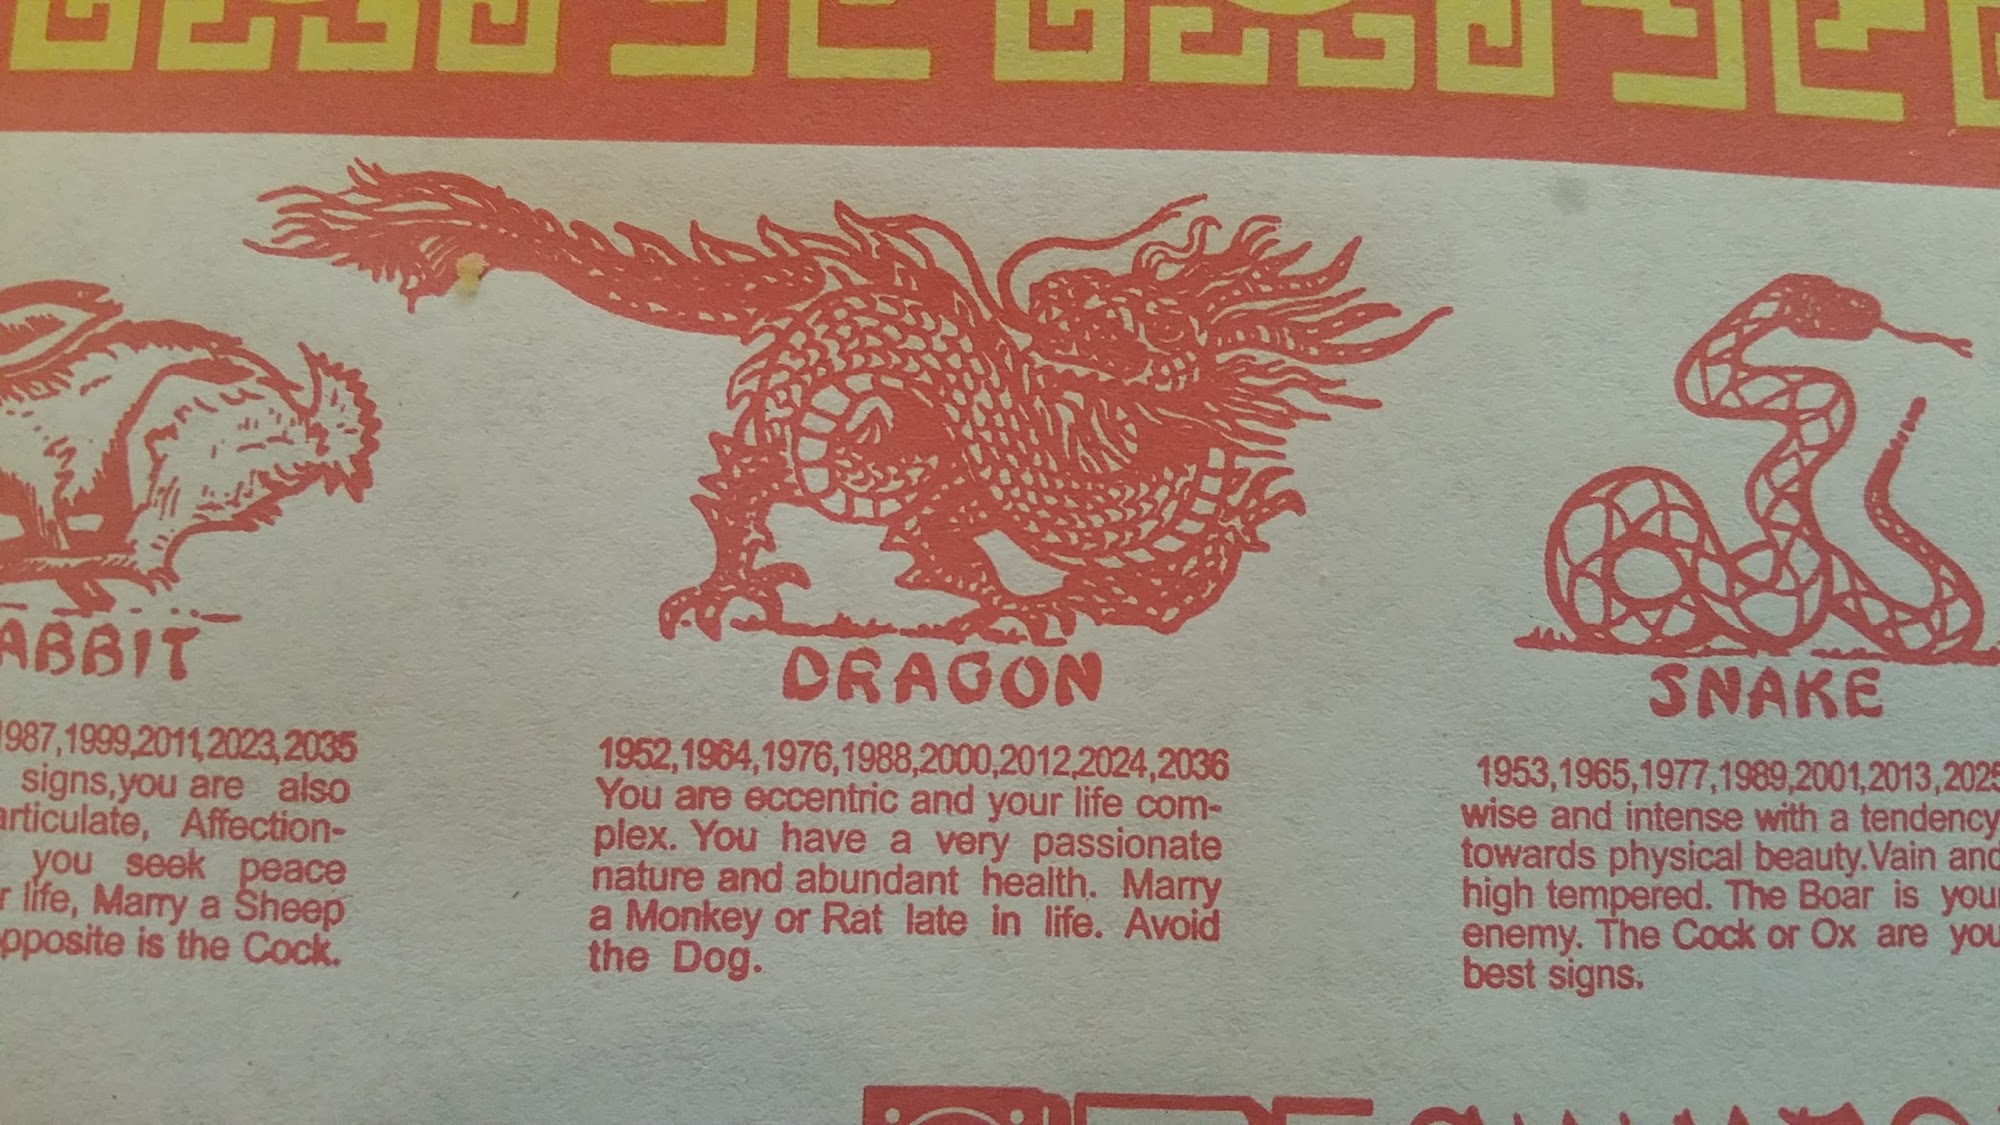 ABBIT
1987,1999,2011,2023,2035
signs,you are also
articulate, Affection-
you seek peace
r life, Marry a Sheep
opposite is the Cock.
DRAGON
1952,1964,1976,1988,2000,2012,2024,2036
You are eccentric and your life com-
plex. You have a very passionate
nature and abundant health. Marry
a Monkey or Rat late in life. Avoid
the Dog.
SNAKE
1953,1965,1977,1989,2001,2013,2025
wise and intense with a tendency
towards physical beauty.Vain and
high tempered. The Boar is your
enemy. The Cock or Ox are you
best signs.